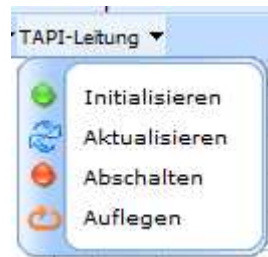 TAPI-Leitung
Initialisieren
Aktualisieren
Abschalten
Auflegen